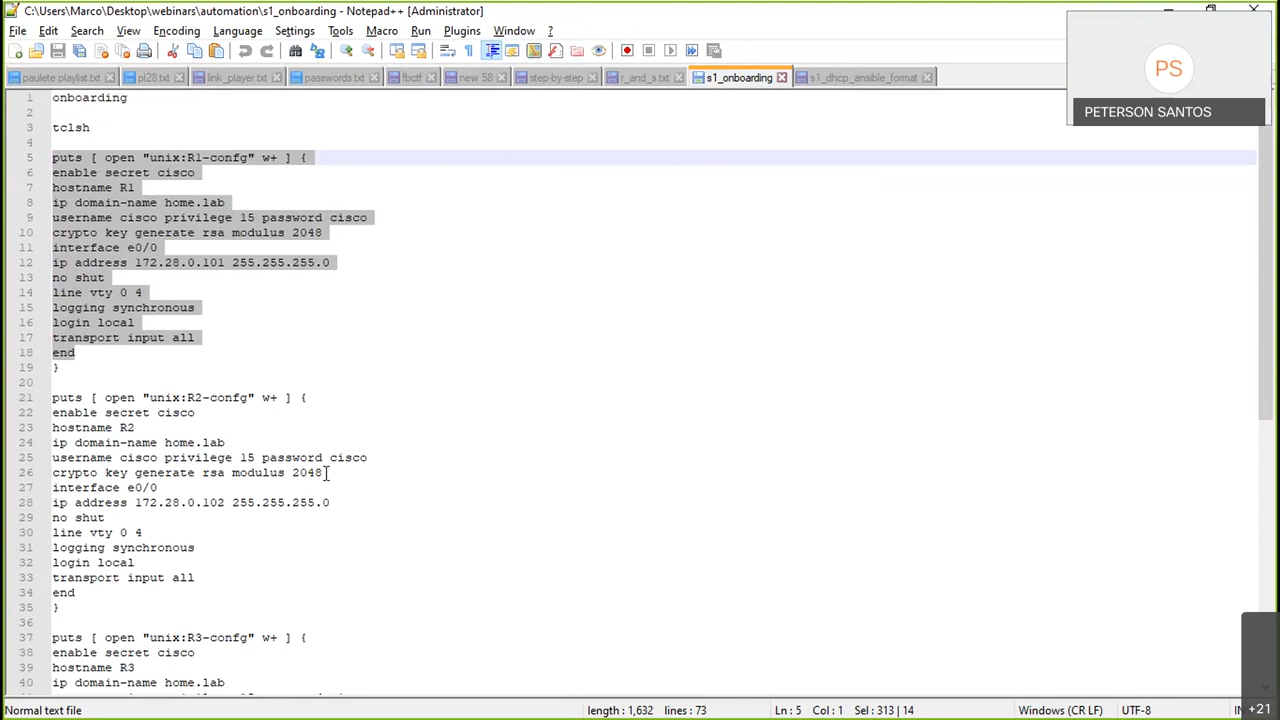 C:\Users\Marco\Desktop\webinars\automation\s1_onboarding - Notepad++ [Administrator]
File Edit Search View Encoding Language Settings Tools Macro Run Plugins Window ?
paulete playlist.txt pl28.txt link_player.txt passwords.txt fbctf new 58 step-by-step r_and_s.txt s1_onboarding s1_dhcp_ansible_format
PS
PETERSON SANTOS
1 onboarding
2
3 tclsh
4
5 puts [ open "unix:R1-confg" w+ ] {
6 enable secret cisco
7 hostname R1
8 ip domain-name home.lab
9 username cisco privilege 15 password cisco
10 crypto key generate rsa modulus 2048
11 interface e0/0
12 ip address 172.28.0.101 255.255.255.0
13 no shut
14 line vty 0 4
15 logging synchronous
16 login local
17 transport input all
18 end
19 }
20
21 puts [ open "unix:R2-confg" w+ ] {
22 enable secret cisco
23 hostname R2
24 ip domain-name home.lab
25 username cisco privilege 15 password cisco
26 crypto key generate rsa modulus 2048
27 interface e0/0
28 ip address 172.28.0.102 255.255.255.0
29 no shut
30 line vty 0 4
31 logging synchronous
32 login local
33 transport input all
34 end
35 }
36
37 puts [ open "unix:R3-confg" w+ ] {
38 enable secret cisco
39 hostname R3
40 ip domain-name home.lab
Normal text file length : 1,632 lines : 73 Ln : 5 Col : 1 Sel : 313 | 14 Windows (CR LF) UTF-8
+21